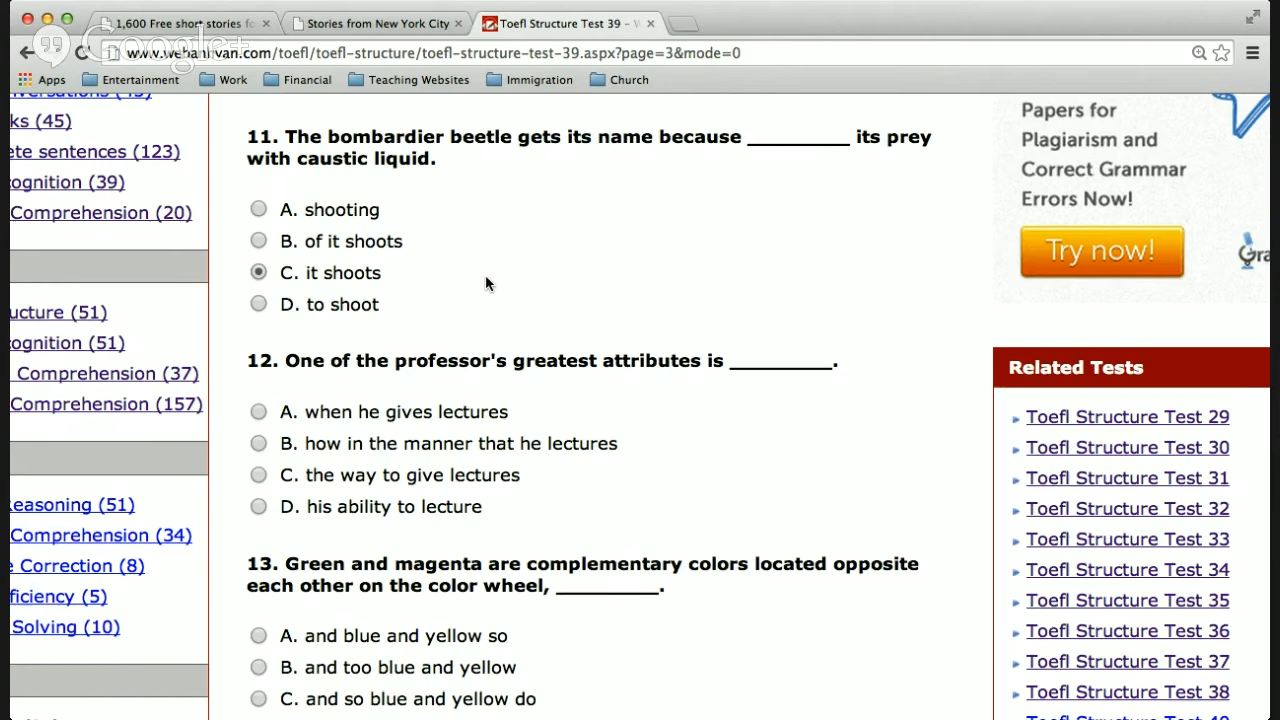 1,600 Free short stories fo
Stories from New York City
Toefl Structure Test 39 -
Google+
/toefl/toefl-structure/toefl-structure-test-39.aspx?page=3&mode=0
Apps
Entertainment
Work
Financial
Teaching Websites
Immigration
Church
ks (45)
ete sentences (123)
ognition (39)
Comprehension (20)
ucture (51)
ognition (51)
Comprehension (37)
Comprehension (157)
Reasoning (51)
Comprehension (34)
e Correction (8)
ficiency (5)
Solving (10)
11. The bombardier beetle gets its name because _________ its prey
with caustic liquid.
A. shooting
B. of it shoots
C. it shoots
D. to shoot
12. One of the professor's greatest attributes is _________.
A. when he gives lectures
B. how in the manner that he lectures
C. the way to give lectures
D. his ability to lecture
13. Green and magenta are complementary colors located opposite
each other on the color wheel, _________.
A. and blue and yellow so
B. and too blue and yellow
C. and so blue and yellow do
Papers for
Plagiarism and
Correct Grammar
Errors Now!
Try now!
Gra
Related Tests
Toefl Structure Test 29
Toefl Structure Test 30
Toefl Structure Test 31
Toefl Structure Test 32
Toefl Structure Test 33
Toefl Structure Test 34
Toefl Structure Test 35
Toefl Structure Test 36
Toefl Structure Test 37
Toefl Structure Test 38